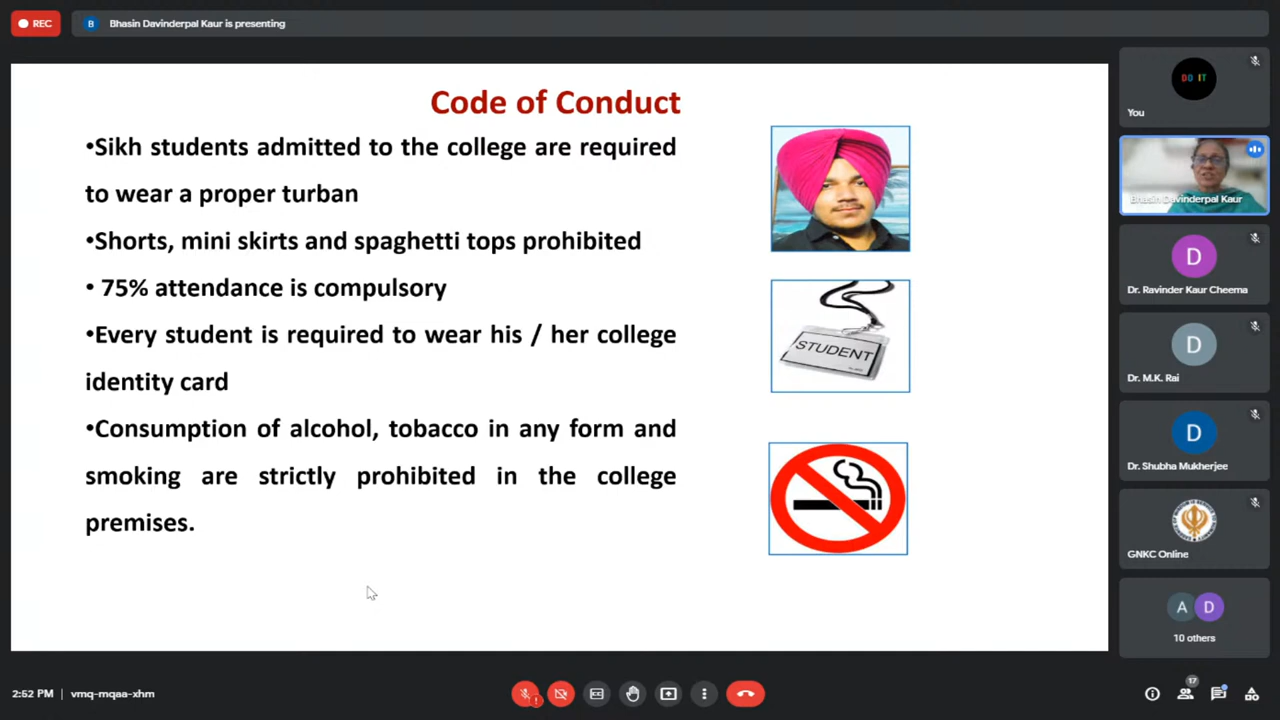 REC
B
Bhasin Davinderpal Kaur is presenting
Code of Conduct
•Sikh students admitted to the college are required
to wear a proper turban
•Shorts, mini skirts and spaghetti tops prohibited
• 75% attendance is compulsory
•Every student is required to wear his / her college
identity card
•Consumption of alcohol, tobacco in any form and
smoking are strictly prohibited in the college
premises.
STUDENT
DO IT
You
Bhasin Davinderpal Kaur
D
Dr. Ravinder Kaur Cheema
D
Dr. M.K. Rai
D
Dr. Shubha Mukherjee
GNKC Online
A D
10 others
2:52 PM | vmq-mqaa-xhm
17